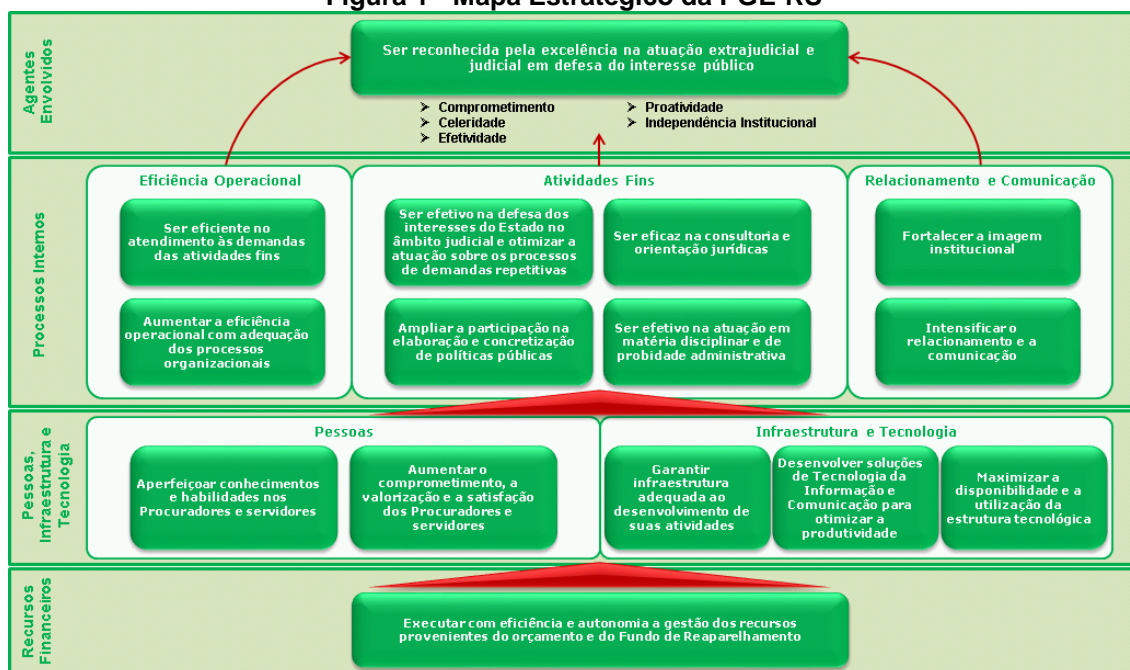 Figura 1 - Mapa Estratégico da PGE-RS
Agentes
Envolvidos
Ser reconhecida pela excelência na atuação extrajudicial e
judicial em defesa do interesse público
Comprometimento
Celeridade
Efetividade
Proatividade
Independência Institucional
Processos Internos
Eficiência Operacional
Ser eficiente no
atendimento às demandas
das atividades fins
Aumentar a eficiência
operacional com adequação
dos processos
organizacionais
Atividades Fins
Ser efetivo na defesa dos
interesses do Estado no
âmbito judicial e otimizar a
atuação sobre os processos
de demandas repetitivas
Ser eficaz na consultoria e
orientação jurídicas
Ampliar a participação na
elaboração e concretização
de políticas públicas
Ser efetivo na atuação em
matéria disciplinar e de
probidade administrativa
Relacionamento e Comunicação
Fortalecer a imagem
institucional
Intensificar o
relacionamento e a
comunicação
Pessoas,
Infraestrutura e
Tecnologia
Pessoas
Aperfeiçoar conhecimentos
e habilidades nos
Procuradores e servidores
Aumentar o
comprometimento, a
valorização e a satisfação
dos Procuradores e
servidores
Infraestrutura e Tecnologia
Garantir
infraestrutura
adequada ao
desenvolvimento de
suas atividades
Desenvolver soluções
de Tecnologia da
Informação e
Comunicação para
otimizar a
produtividade
Maximizar a
disponibilidade e a
utilização da
estrutura tecnológica
Recursos
Financeiros
Executar com eficiência e autonomia a gestão dos recursos
provenientes do orçamento e do Fundo de Reaparelhamento